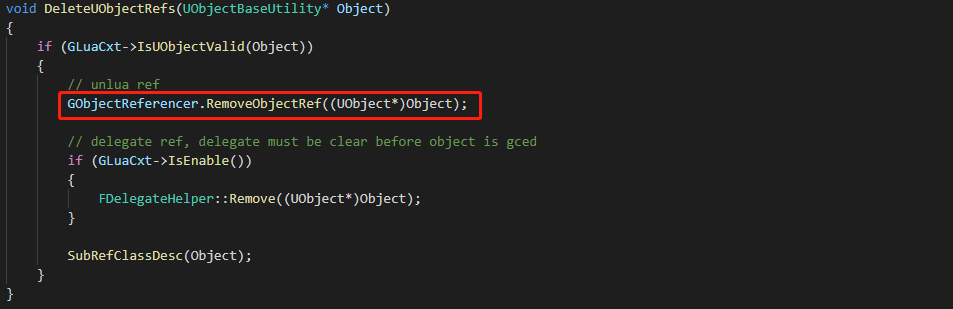 void DeleteUObjectRefs(UObjectBaseUtility* Object)
{
if (GLuaCxt->IsUObjectValid(Object))
{
// unlua ref
GObjectReferencer.RemoveObjectRef((UObject*)Object);
// delegate ref, delegate must be clear before object is gced
if (GLuaCxt->IsEnable())
{
FDelegateHelper::Remove((UObject*)Object);
}
SubRefClassDesc(Object);
}
}